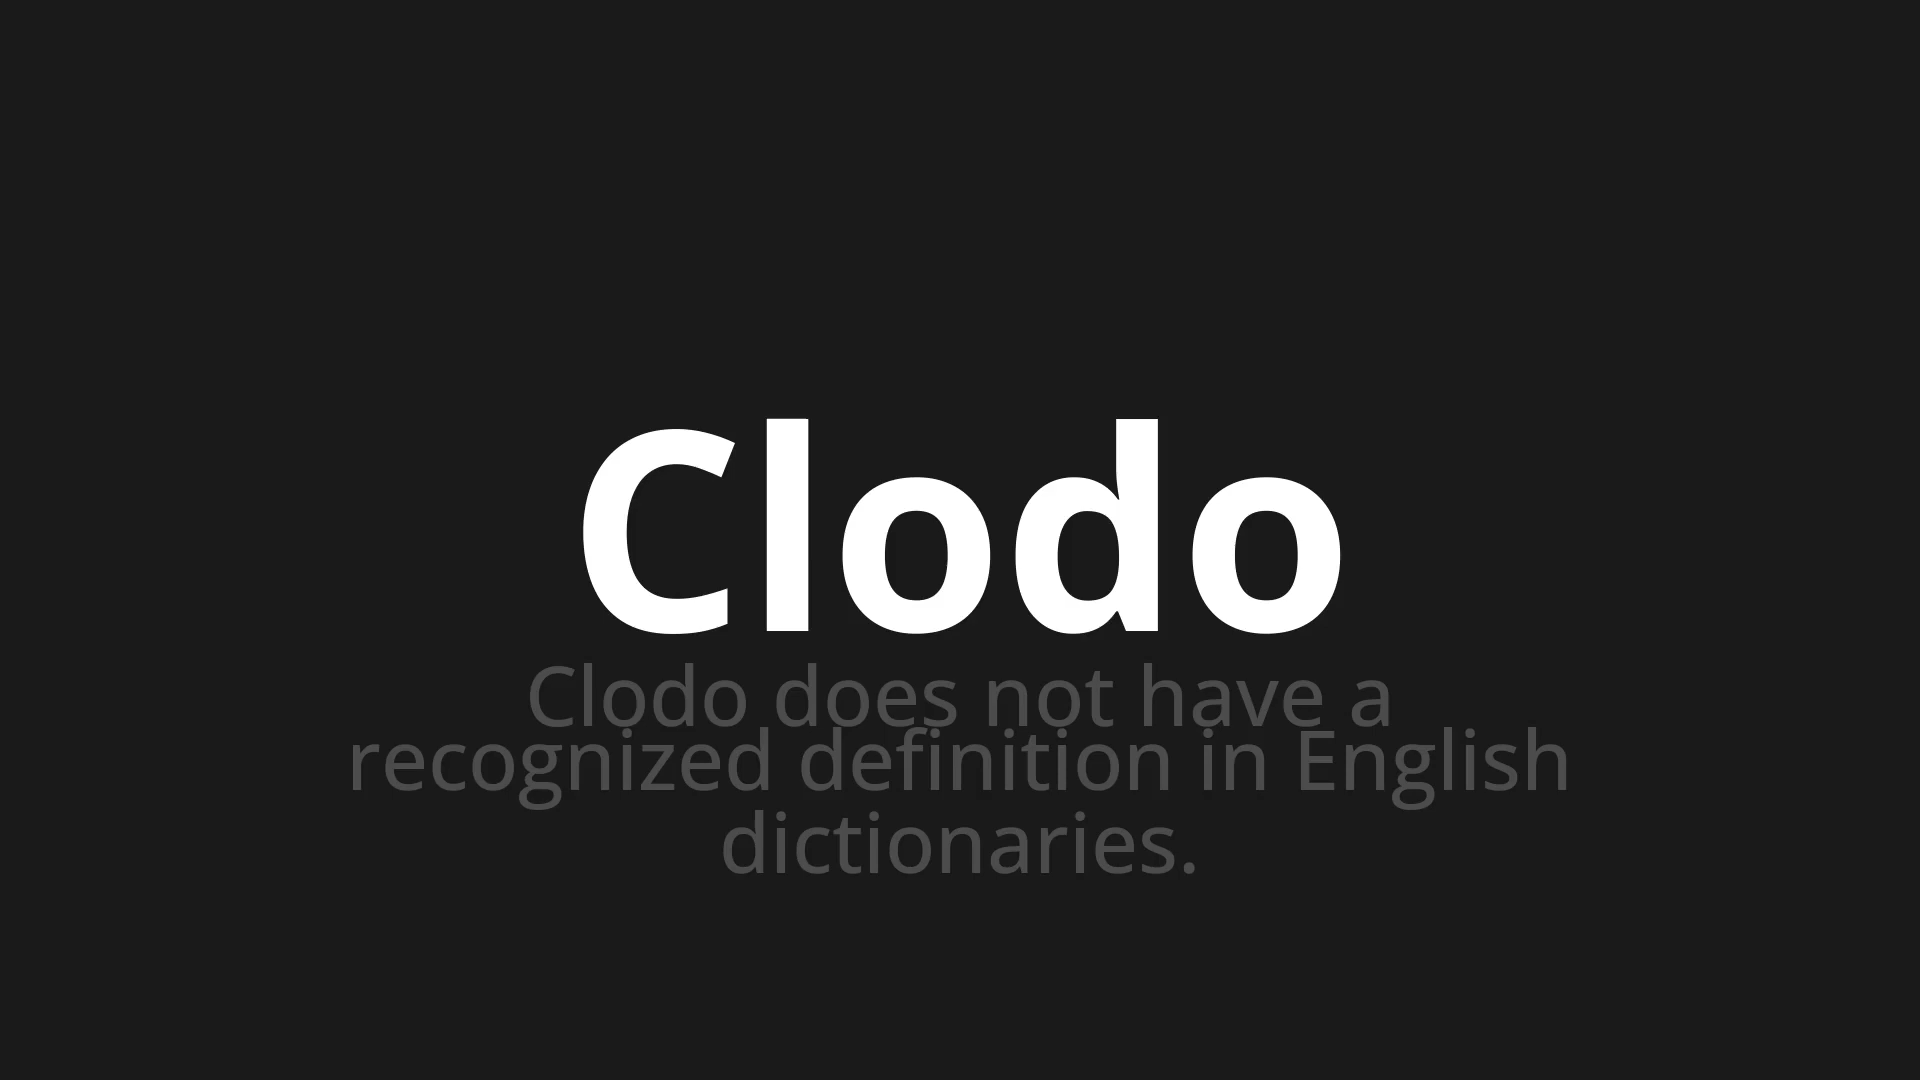 Clodo
Clodo does not have a
recognized definition in English
dictionaries.